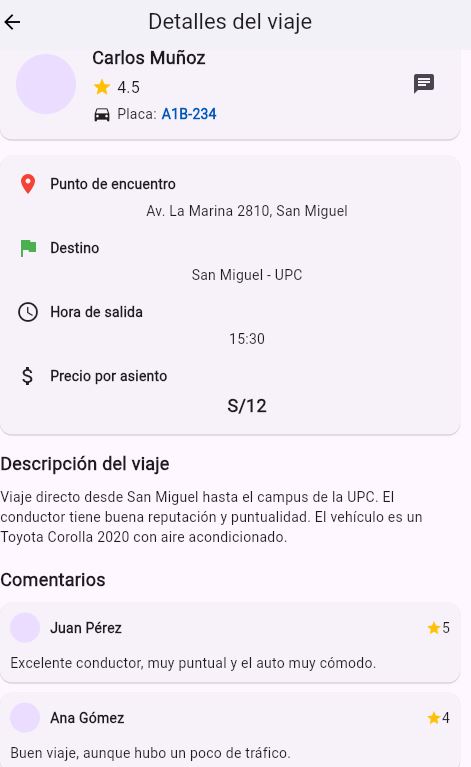 Detalles del viaje
Carlos Muñoz
4.5
Placa: A1B-234
Punto de encuentro
Av. La Marina 2810, San Miguel
Destino
San Miguel - UPC
Hora de salida
15:30
Precio por asiento
S/12
Descripción del viaje
Viaje directo desde San Miguel hasta el campus de la UPC. El
conductor tiene buena reputación y puntualidad. El vehículo es un
Toyota Corolla 2020 con aire acondicionado.
Comentarios
Juan Pérez 5
Excelente conductor, muy puntual y el auto muy cómodo.
Ana Gómez 4
Buen viaje, aunque hubo un poco de tráfico.